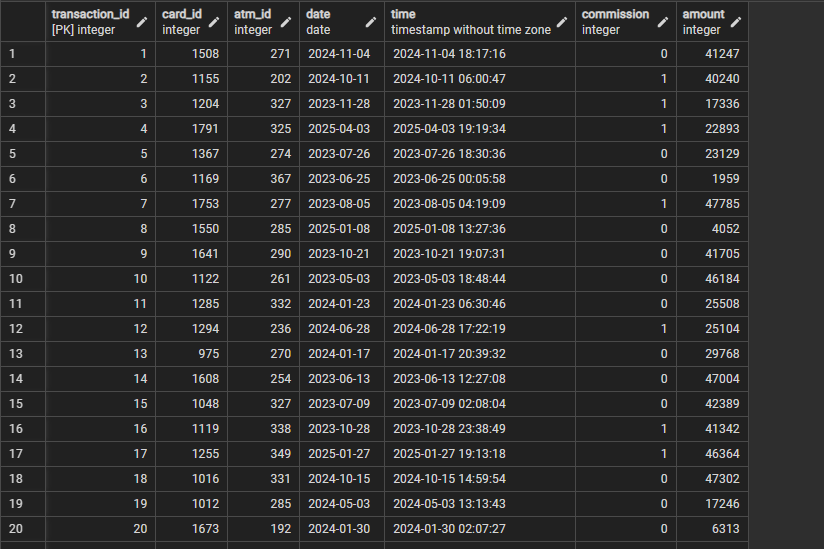 transaction_id card_id atm_id date time commission amount
[PK] integer integer integer date timestamp without time zone integer integer
1 1 1508 271 2024-11-04 2024-11-04 18:17:16 0 41247
2 2 1155 202 2024-10-11 2024-10-11 06:00:47 1 40240
3 3 1204 327 2023-11-28 2023-11-28 01:50:09 1 17336
4 4 1791 325 2025-04-03 2025-04-03 19:19:34 1 22893
5 5 1367 274 2023-07-26 2023-07-26 18:30:36 0 23129
6 6 1169 367 2023-06-25 2023-06-25 00:05:58 0 1959
7 7 1753 277 2023-08-05 2023-08-05 04:19:09 1 47785
8 8 1550 285 2025-01-08 2025-01-08 13:27:36 0 4052
9 9 1641 290 2023-10-21 2023-10-21 19:07:31 0 41705
10 10 1122 261 2023-05-03 2023-05-03 18:48:44 0 46184
11 11 1285 332 2024-01-23 2024-01-23 06:30:46 0 25508
12 12 1294 236 2024-06-28 2024-06-28 17:22:19 1 25104
13 13 975 270 2024-01-17 2024-01-17 20:39:32 0 29768
14 14 1608 254 2023-06-13 2023-06-13 12:27:08 0 47004
15 15 1048 327 2023-07-09 2023-07-09 02:08:04 0 42389
16 16 1119 338 2023-10-28 2023-10-28 23:38:49 1 41342
17 17 1255 349 2025-01-27 2025-01-27 19:13:18 1 46364
18 18 1016 331 2024-10-15 2024-10-15 14:59:54 0 47302
19 19 1012 285 2024-05-03 2024-05-03 13:13:43 0 17246
20 20 1673 192 2024-01-30 2024-01-30 02:07:27 0 6313